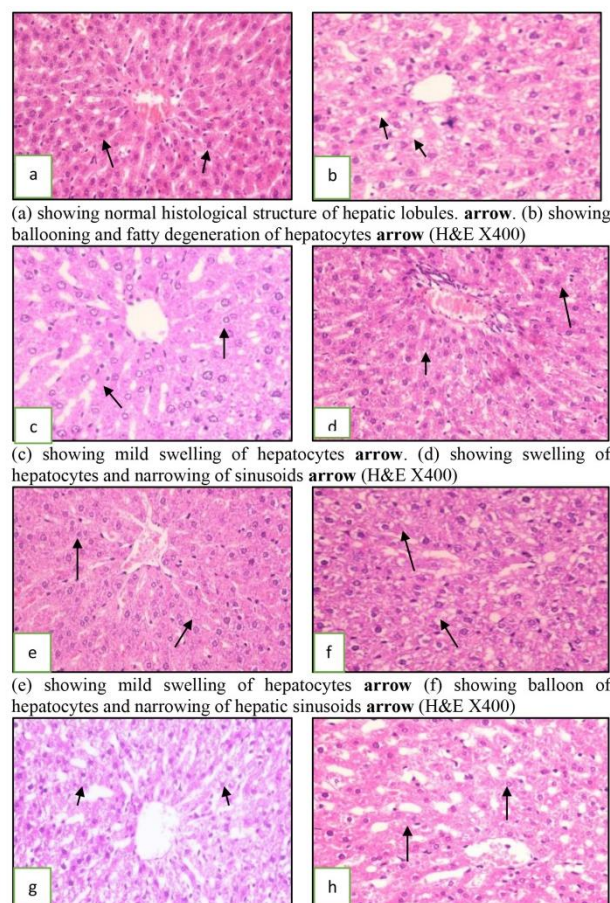 a
b
(a) showing normal histological structure of hepatic lobules. arrow. (b) showing
ballooning and fatty degeneration of hepatocytes arrow (H&E X400)
c
d
(c) showing mild swelling of hepatocytes arrow. (d) showing swelling of
hepatocytes and narrowing of sinusoids arrow (H&E X400)
e
f
(e) showing mild swelling of hepatocytes arrow (f) showing balloon of
hepatocytes and narrowing of hepatic sinusoids arrow (H&E X400)
g
h